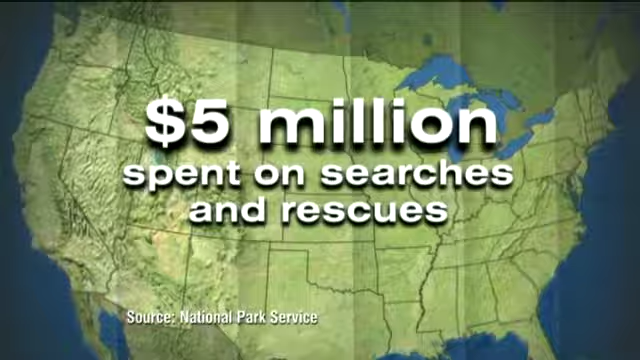 $5 million
spent on searches
and rescues
Source: National Park Service